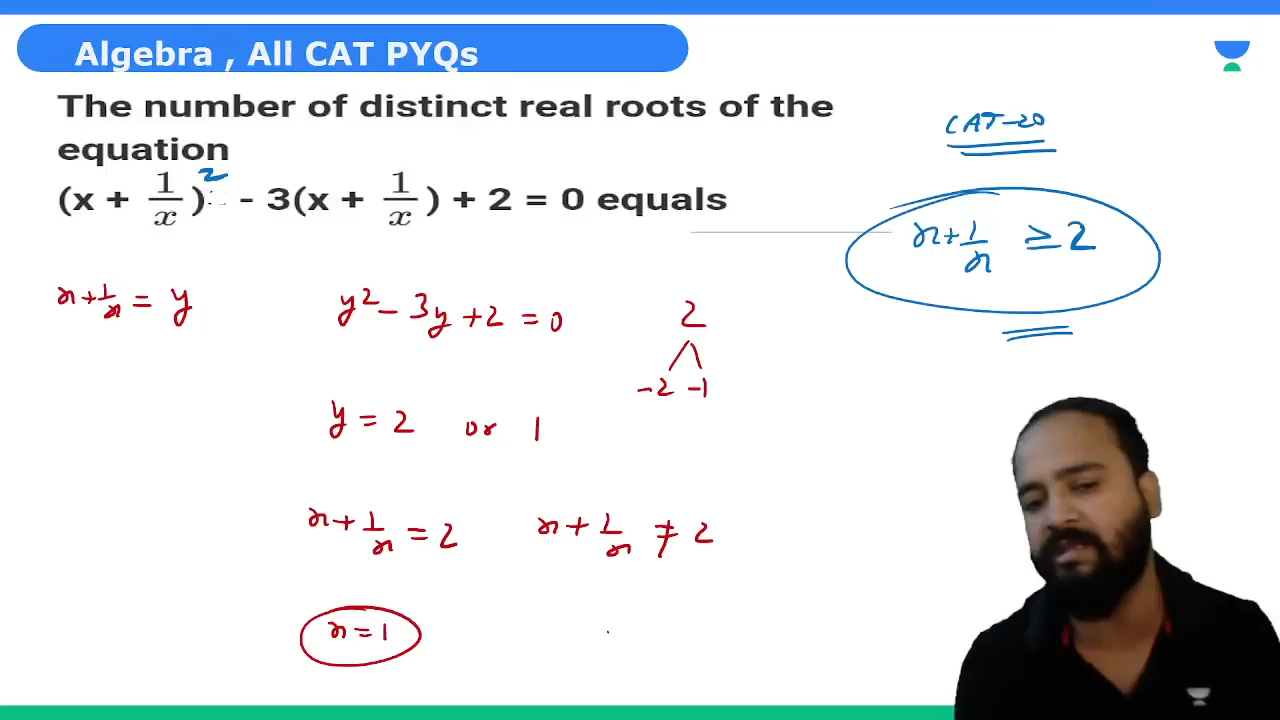 Algebra , All CAT PYQs
The number of distinct real roots of the
equation
(x + 1/x)² - 3(x + 1/x) + 2 = 0 equals
CAT-20
x + 1/x ≥ 2
x + 1/x = y
y² - 3y + 2 = 0
2
-2 -1
y = 2 or 1
x + 1/x = 2
x + 1/x ≠ 2
x = 1